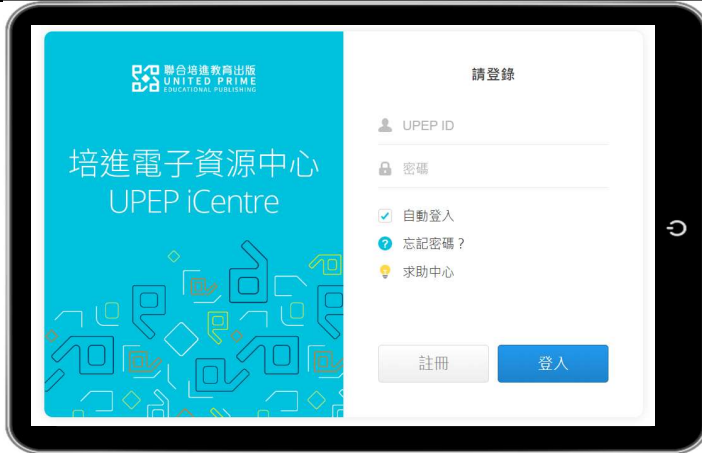 聯合培進教育出版
UNITED PRIME
EDUCATIONAL PUBLISHING
培進電子資源中心
UPEP iCentre
請登錄
UPEP ID
密碼
自動登入
忘記密碼？
求助中心
註冊
登入